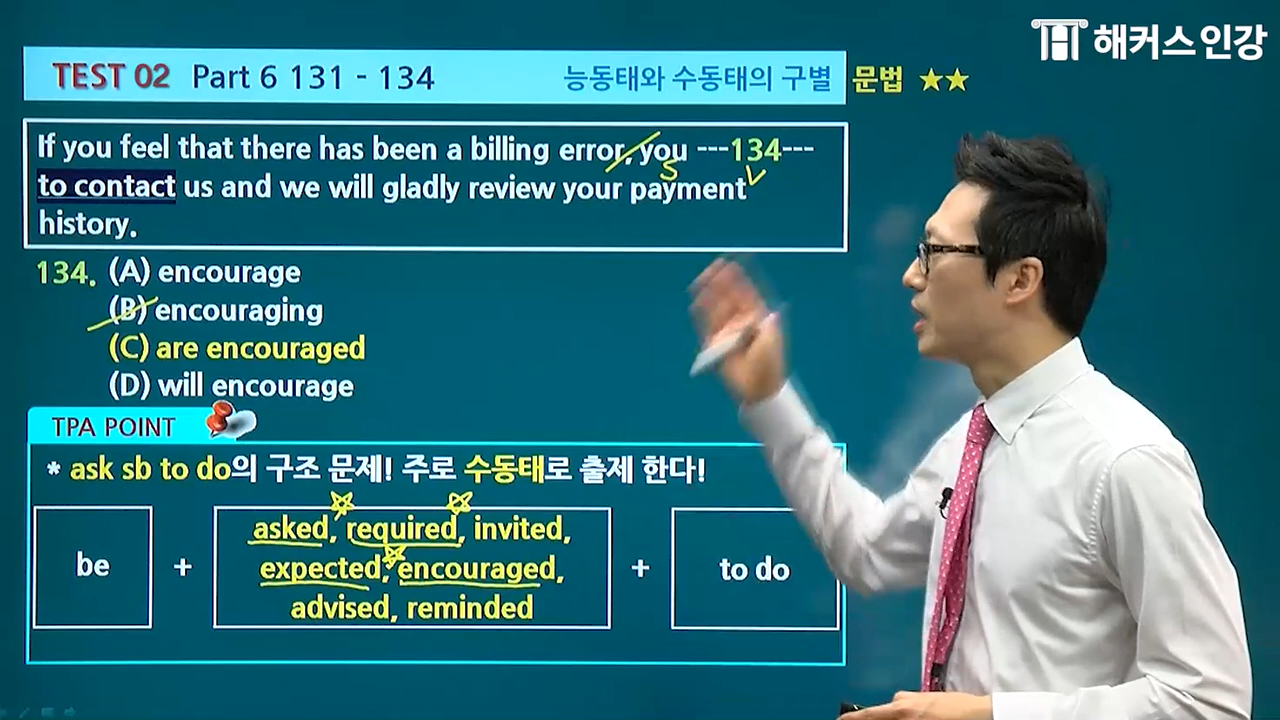 해커스인강
TEST 02 Part 6 131 - 134 능동태와 수동태의 구별 문법 ★★
If you feel that there has been a billing error, you ---134---
S V
to contact us and we will gladly review your payment
history.
134. (A) encourage
(B) encouraging
(C) are encouraged
(D) will encourage
TPA POINT
* ask sb to do의 구조 문제! 주로 수동태로 출제 한다!
be + asked, required, invited,
expected, encouraged,
advised, reminded + to do